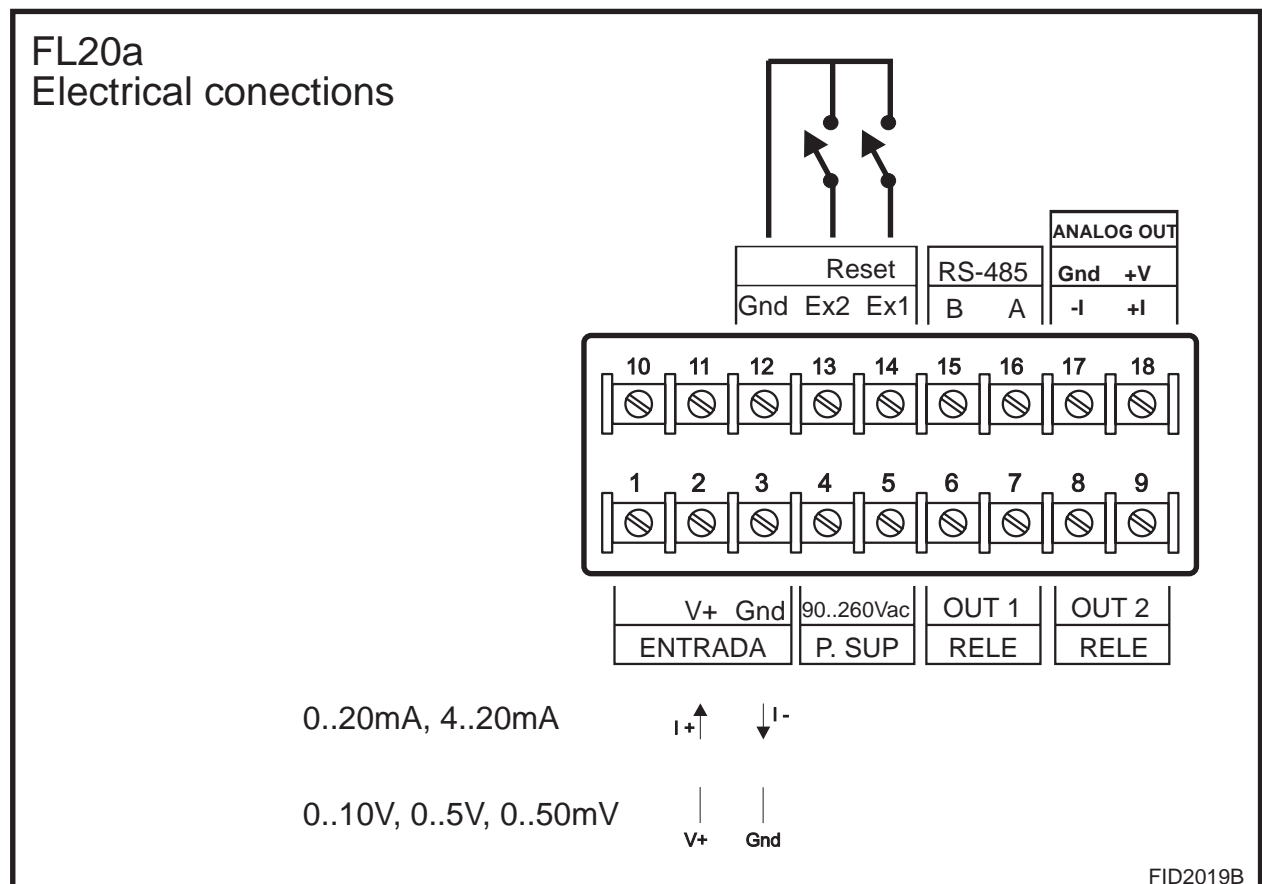 FL20a
Electrical conections
ANALOG OUT
Reset RS-485 Gnd +V
Gnd Ex2 Ex1 B A -I +I
10 11 12 13 14 15 16 17 18
1 2 3 4 5 6 7 8 9
V+ Gnd 90..260Vac OUT 1 OUT 2
ENTRADA P. SUP RELE RELE
0..20mA, 4..20mA I + I -
0..10V, 0..5V, 0..50mV
V+ Gnd
FID2019B